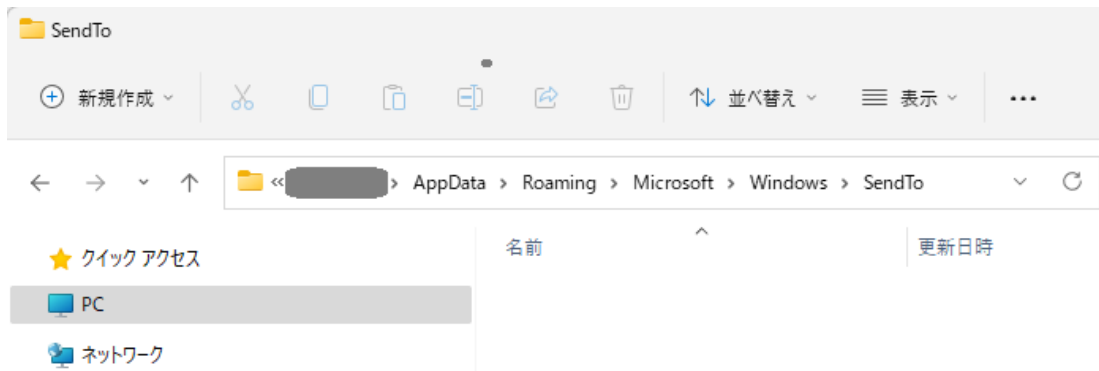 SendTo
新規作成 並べ替え 表示 ...
« > AppData > Roaming > Microsoft > Windows > SendTo
クイック アクセス 名前 更新日時
PC
ネットワーク